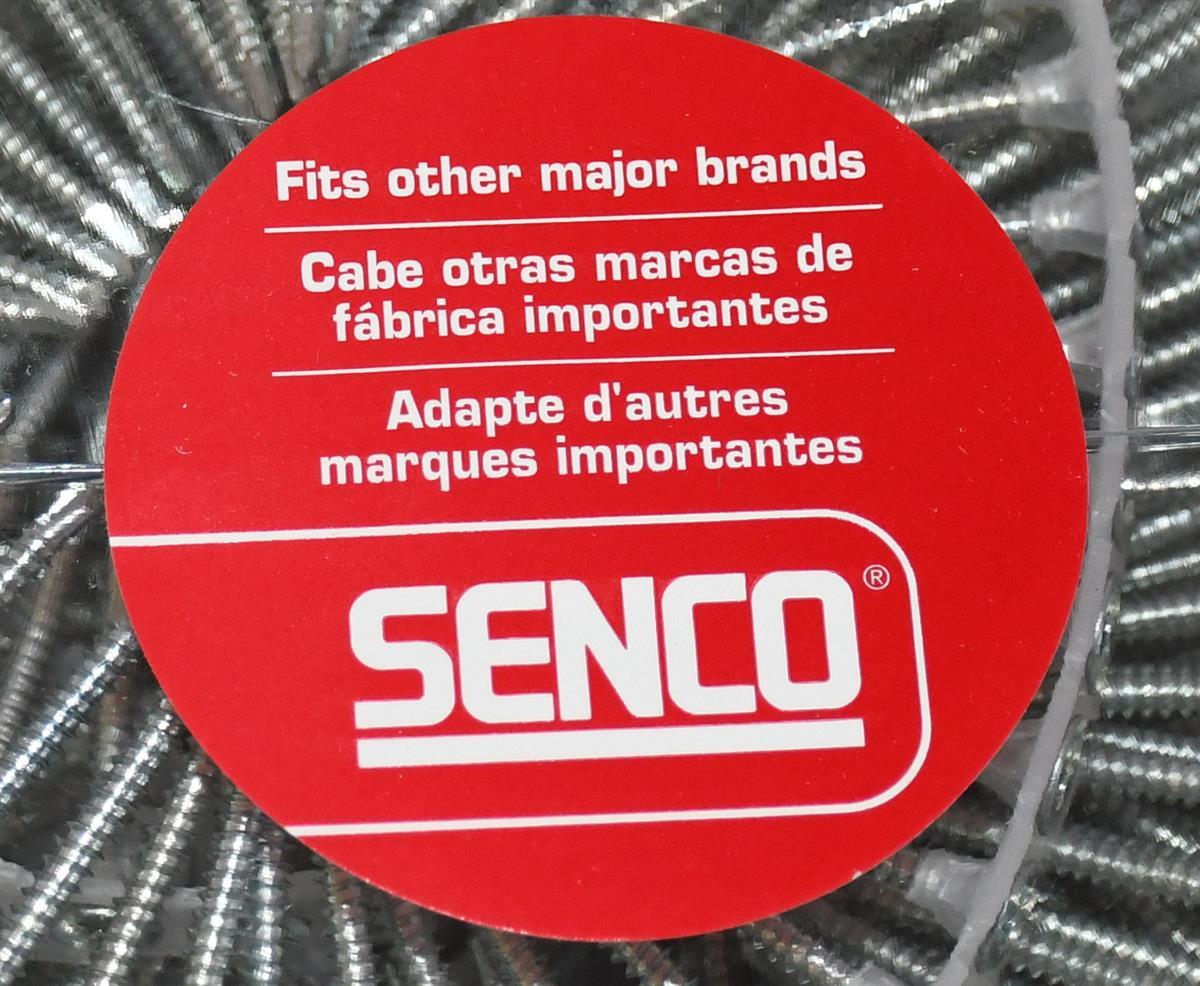 Fits other major brands
Cabe otras marcas de
fábrica importantes
Adapte d'autres
marques importantes
SENCO®